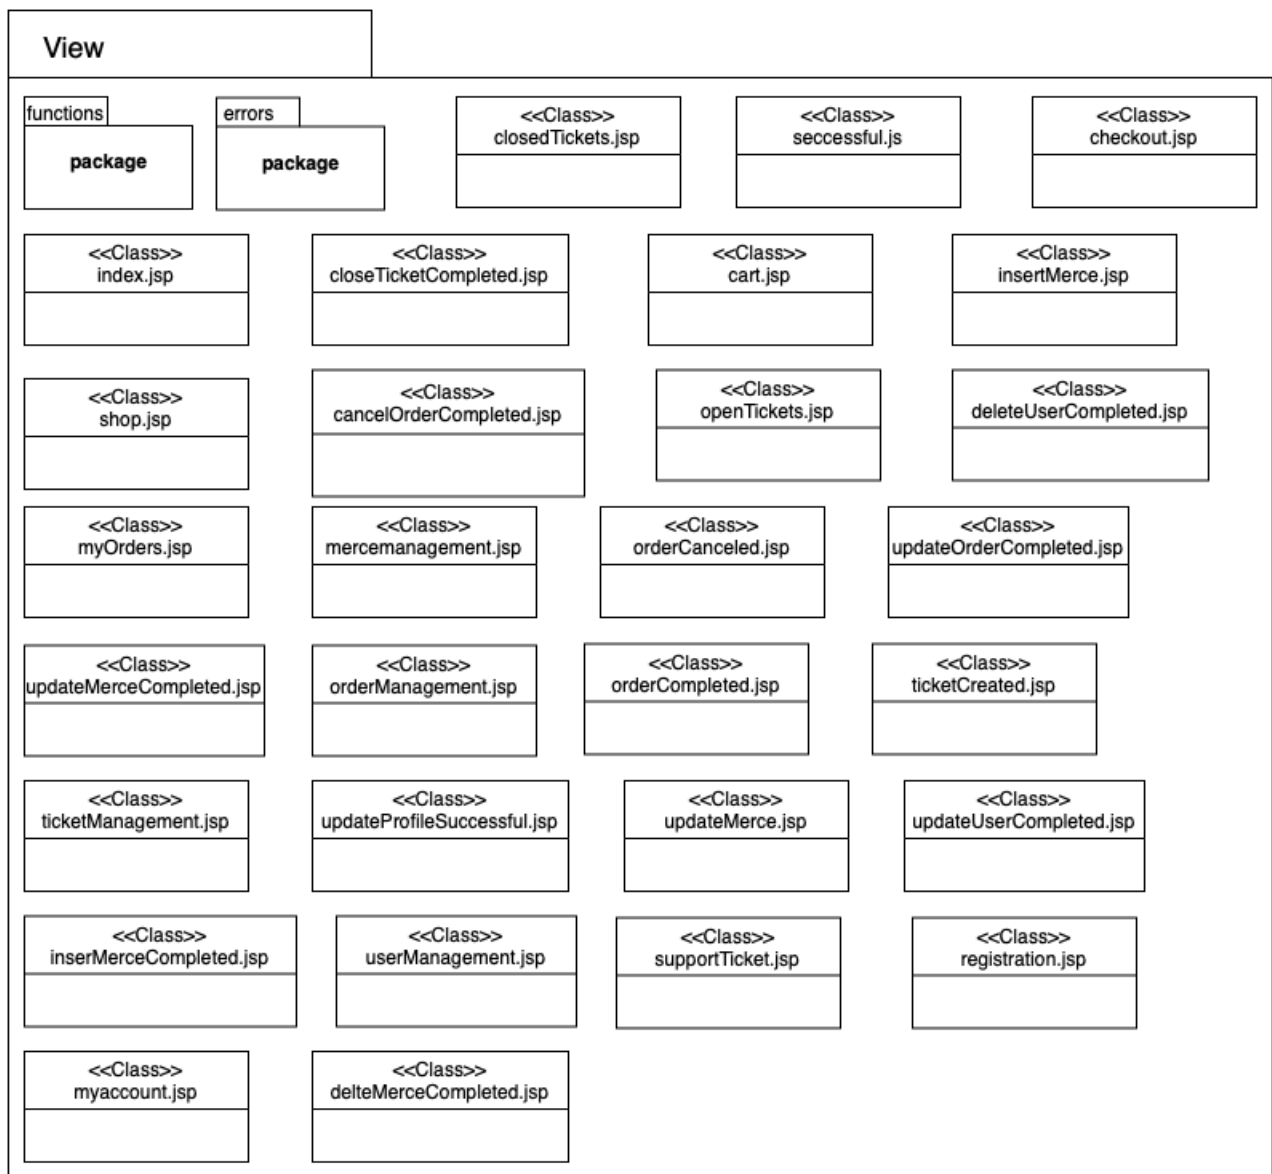 View
functions
package
errors
package
<<Class>>
closedTickets.jsp
<<Class>>
seccessful.js
<<Class>>
checkout.jsp
<<Class>>
index.jsp
<<Class>>
closeTicketCompleted.jsp
<<Class>>
cart.jsp
<<Class>>
insertMerce.jsp
<<Class>>
shop.jsp
<<Class>>
cancelOrderCompleted.jsp
<<Class>>
openTickets.jsp
<<Class>>
deleteUserCompleted.jsp
<<Class>>
myOrders.jsp
<<Class>>
mercemanagement.jsp
<<Class>>
orderCanceled.jsp
<<Class>>
updateOrderCompleted.jsp
<<Class>>
updateMerceCompleted.jsp
<<Class>>
orderManagement.jsp
<<Class>>
orderCompleted.jsp
<<Class>>
ticketCreated.jsp
<<Class>>
ticketManagement.jsp
<<Class>>
updateProfileSuccessful.jsp
<<Class>>
updateMerce.jsp
<<Class>>
updateUserCompleted.jsp
<<Class>>
inserMerceCompleted.jsp
<<Class>>
userManagement.jsp
<<Class>>
supportTicket.jsp
<<Class>>
registration.jsp
<<Class>>
myaccount.jsp
<<Class>>
delteMerceCompleted.jsp